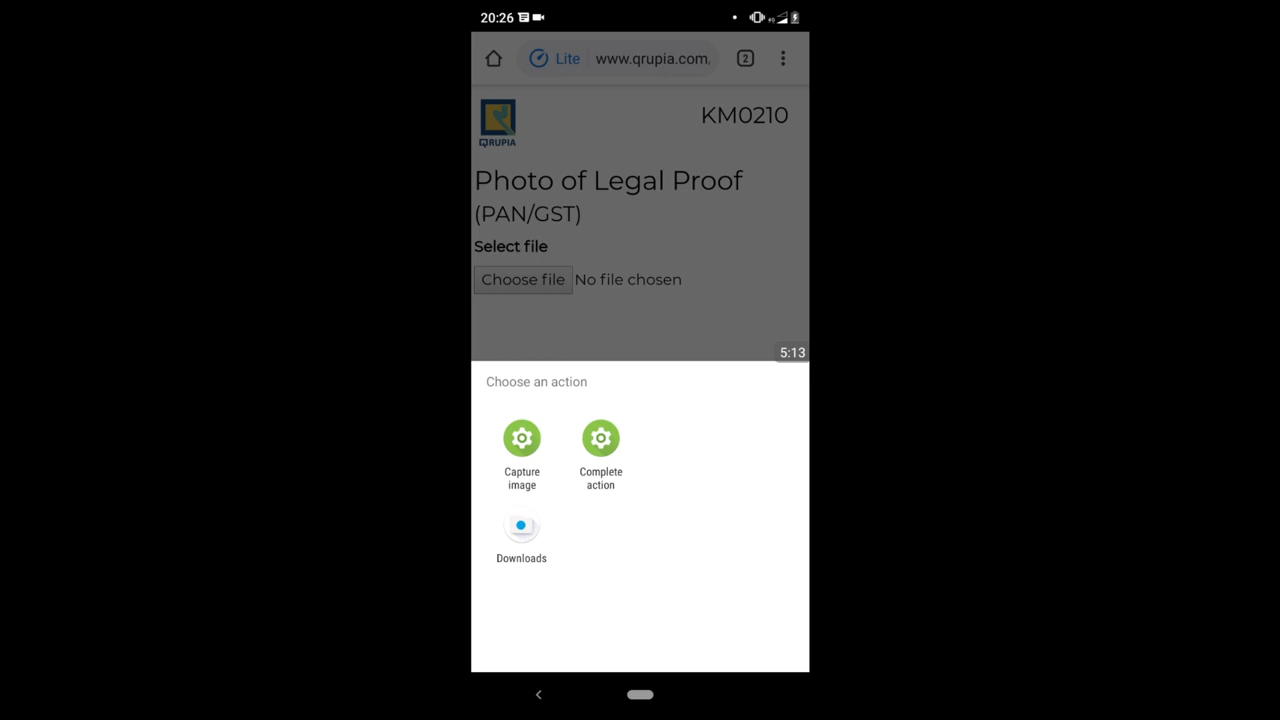 20:26
Lite www.qrupia.com, 2
QRUPIA
KM0210
Photo of Legal Proof
(PAN/GST)
Select file
Choose file No file chosen
5:13
Choose an action
Capture image
Complete action
Downloads